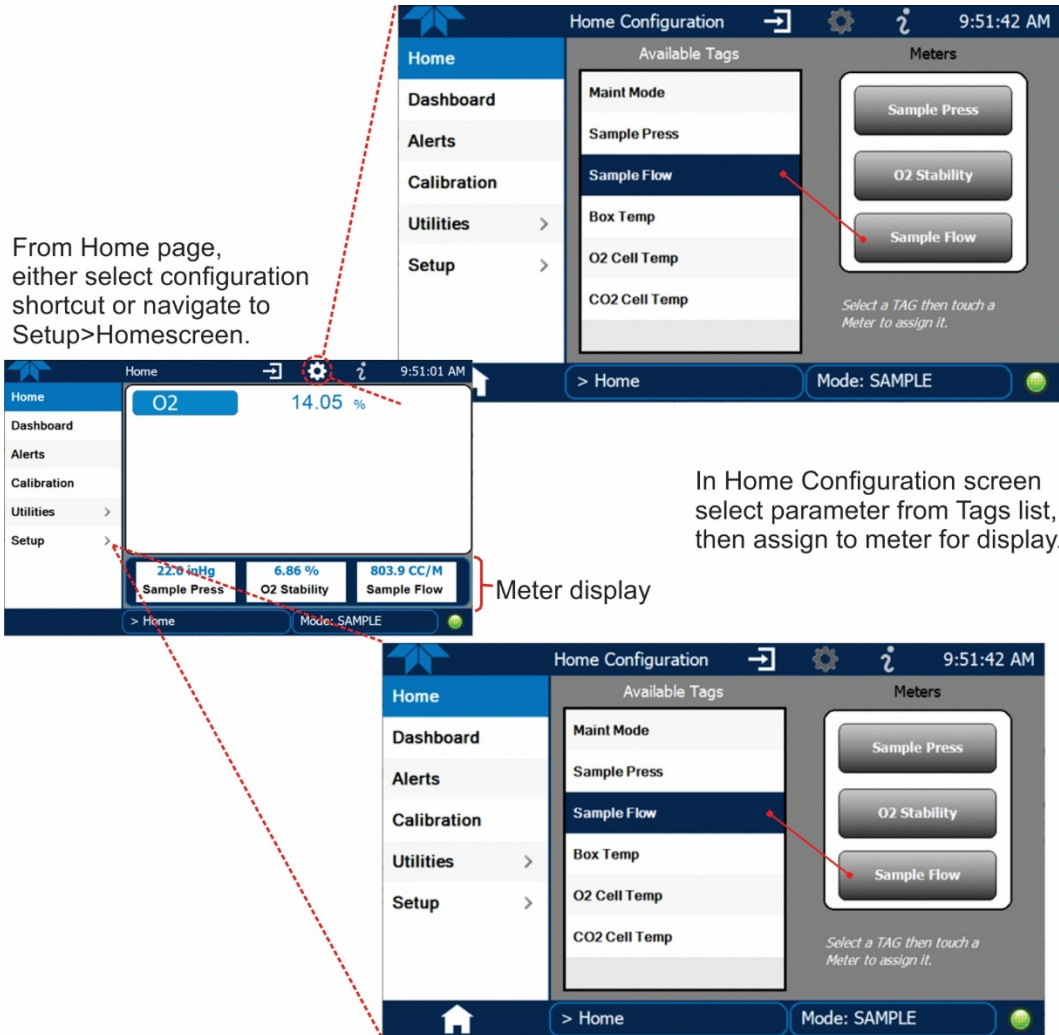 Home Configuration 9:51:42 AM
Home
Dashboard
Alerts
Calibration
Utilities >
Setup >
Available Tags
Maint Mode
Sample Press
Sample Flow
Box Temp
O2 Cell Temp
CO2 Cell Temp
Meters
Sample Press
O2 Stability
Sample Flow
Select a TAG then touch a
Meter to assign it.
> Home Mode: SAMPLE
From Home page,
either select configuration
shortcut or navigate to
Setup>Homescreen.
Home 9:51:01 AM
Home
Dashboard
Alerts
Calibration
Utilities >
Setup >
O2 14.05 %
22.0 inHg 6.86 % 803.9 CC/M
Sample Press O2 Stability Sample Flow
> Home Mode: SAMPLE
Meter display
In Home Configuration screen
select parameter from Tags list,
then assign to meter for display.
Home Configuration 9:51:42 AM
Home
Dashboard
Alerts
Calibration
Utilities >
Setup >
Available Tags
Maint Mode
Sample Press
Sample Flow
Box Temp
O2 Cell Temp
CO2 Cell Temp
Meters
Sample Press
O2 Stability
Sample Flow
Select a TAG then touch a
Meter to assign it.
> Home Mode: SAMPLE